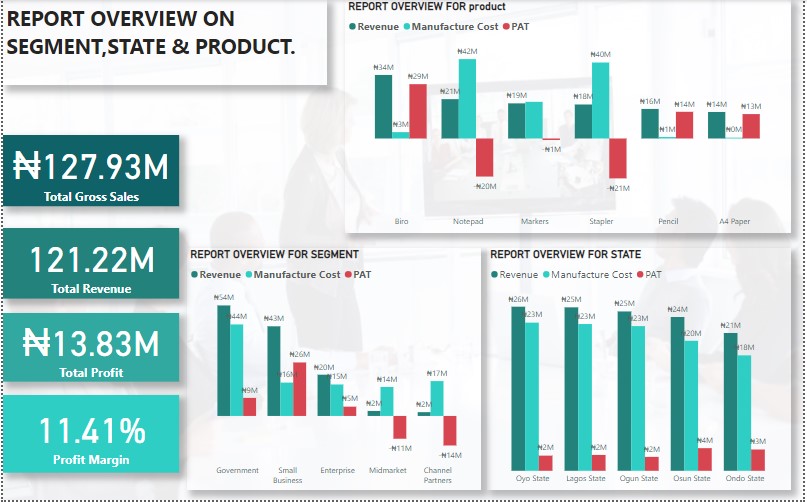 REPORT OVERVIEW ON
SEGMENT,STATE & PRODUCT.
₦127.93M
Total Gross Sales
121.22M
Total Revenue
₦13.83M
Total Profit
11.41%
Profit Margin
REPORT OVERVIEW FOR product
Revenue Manufacture Cost PAT
₦34M ₦3M ₦29M ₦21M ₦42M -₦20M ₦19M -₦1M ₦18M ₦40M -₦21M ₦16M ₦1M ₦14M ₦14M ₦0M ₦13M
Biro Notepad Markers Stapler Pencil A4 Paper
REPORT OVERVIEW FOR SEGMENT
Revenue Manufacture Cost PAT
₦54M ₦44M ₦9M ₦43M ₦16M ₦26M ₦20M ₦15M ₦5M ₦2M ₦14M -₦11M ₦2M ₦17M -₦14M
Government Small Enterprise Midmarket Channel
Business Partners
REPORT OVERVIEW FOR STATE
Revenue Manufacture Cost PAT
₦26M ₦23M ₦2M ₦25M ₦23M ₦2M ₦25M ₦23M ₦2M ₦24M ₦20M ₦4M ₦21M ₦18M ₦3M
Oyo State Lagos State Ogun State Osun State Ondo State